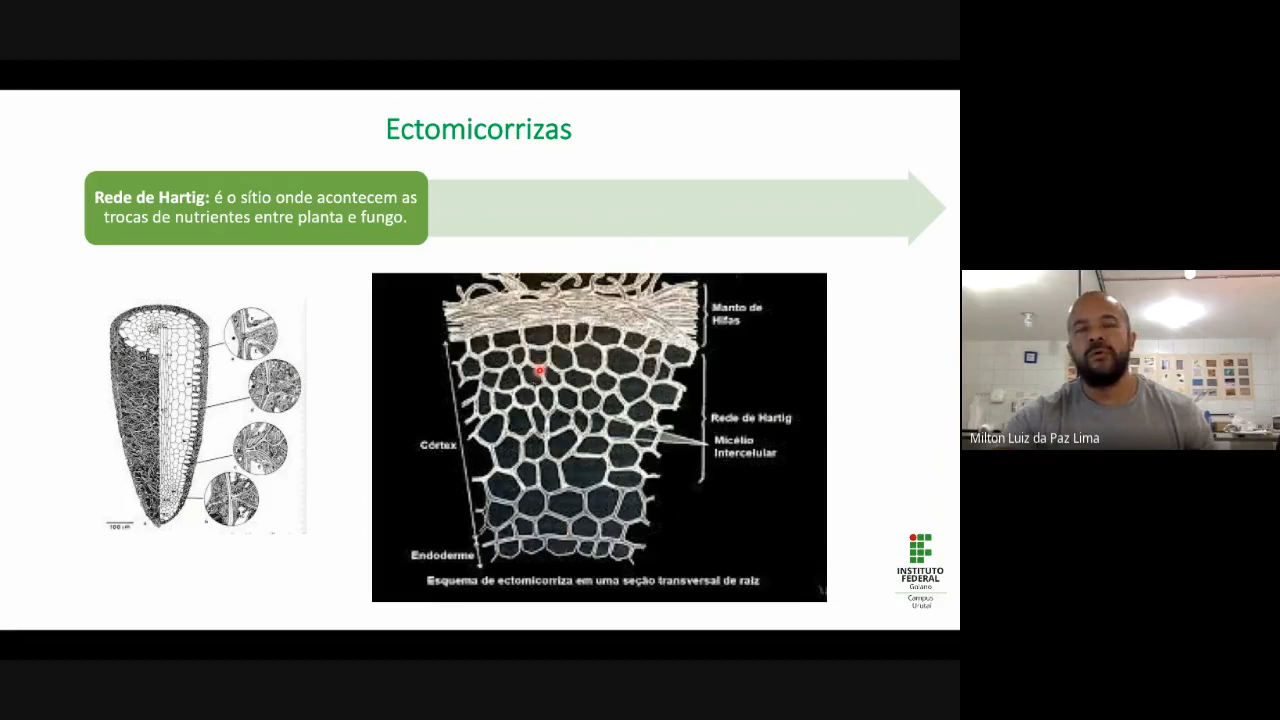 Ectomicorrizas
Rede de Hartig: é o sítio onde acontecem as
trocas de nutrientes entre planta e fungo.
Manto de
Hifas
Rede de Hartig
Córtex
Micélio
Intercelular
Endoderme
Esquema de ectomicorriza em uma seção transversal de raiz
100 µm
INSTITUTO
FEDERAL
Goiano
Campus
Urutaí
Milton Luiz da Paz Lima